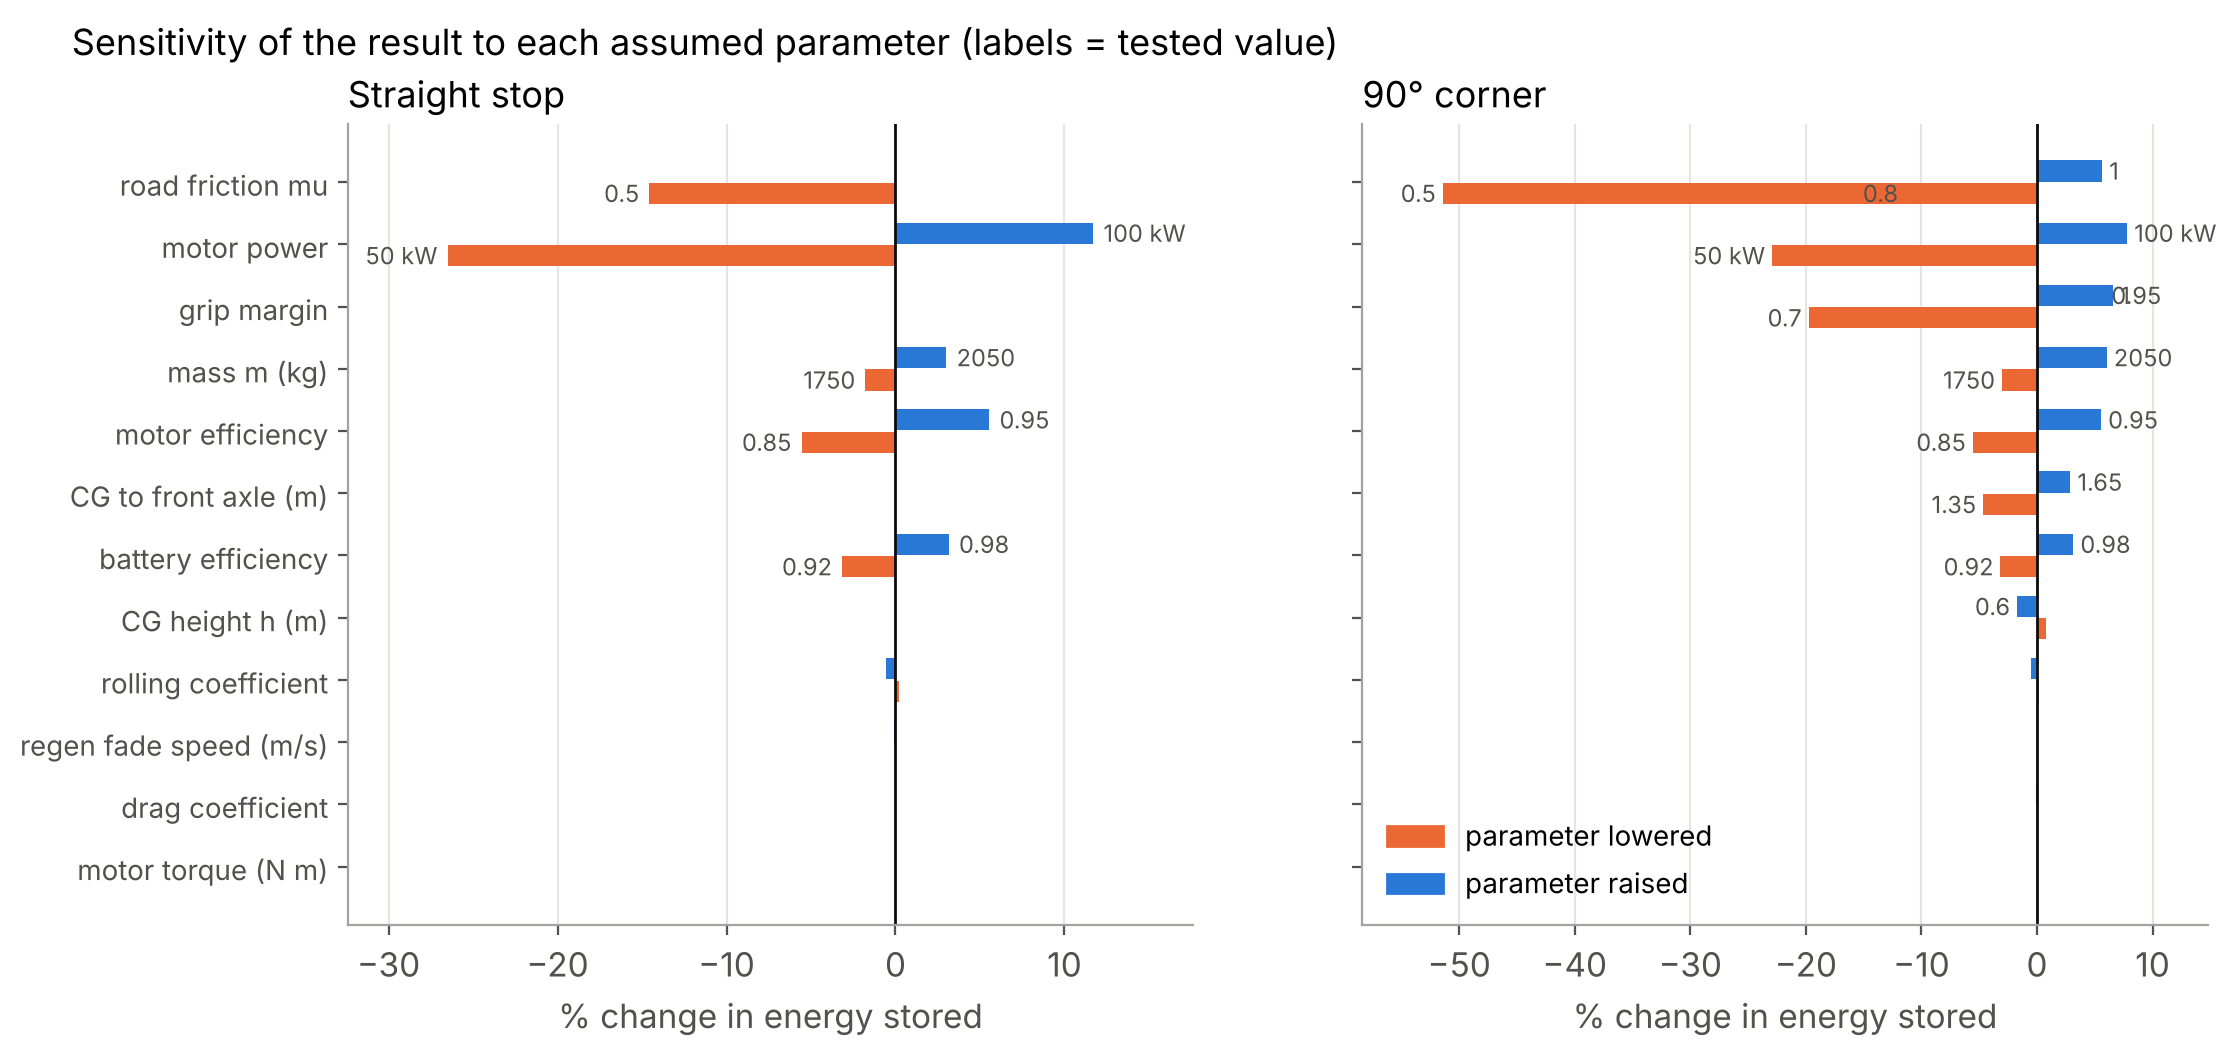 Sensitivity of the result to each assumed parameter (labels = tested value)
Straight stop
road friction mu
0.5
motor power
100 kW
50 kW
grip margin
mass m (kg)
2050
1750
motor efficiency
0.95
0.85
CG to front axle (m)
battery efficiency
0.98
0.92
CG height h (m)
rolling coefficient
regen fade speed (m/s)
drag coefficient
motor torque (N m)
−30 −20 −10 0 10
% change in energy stored
90° corner
1
0.5
0.8
100 kW
50 kW
0.95
0.7
2050
1750
0.95
0.85
1.65
1.35
0.98
0.92
0.6
parameter lowered
parameter raised
−50 −40 −30 −20 −10 0 10
% change in energy stored